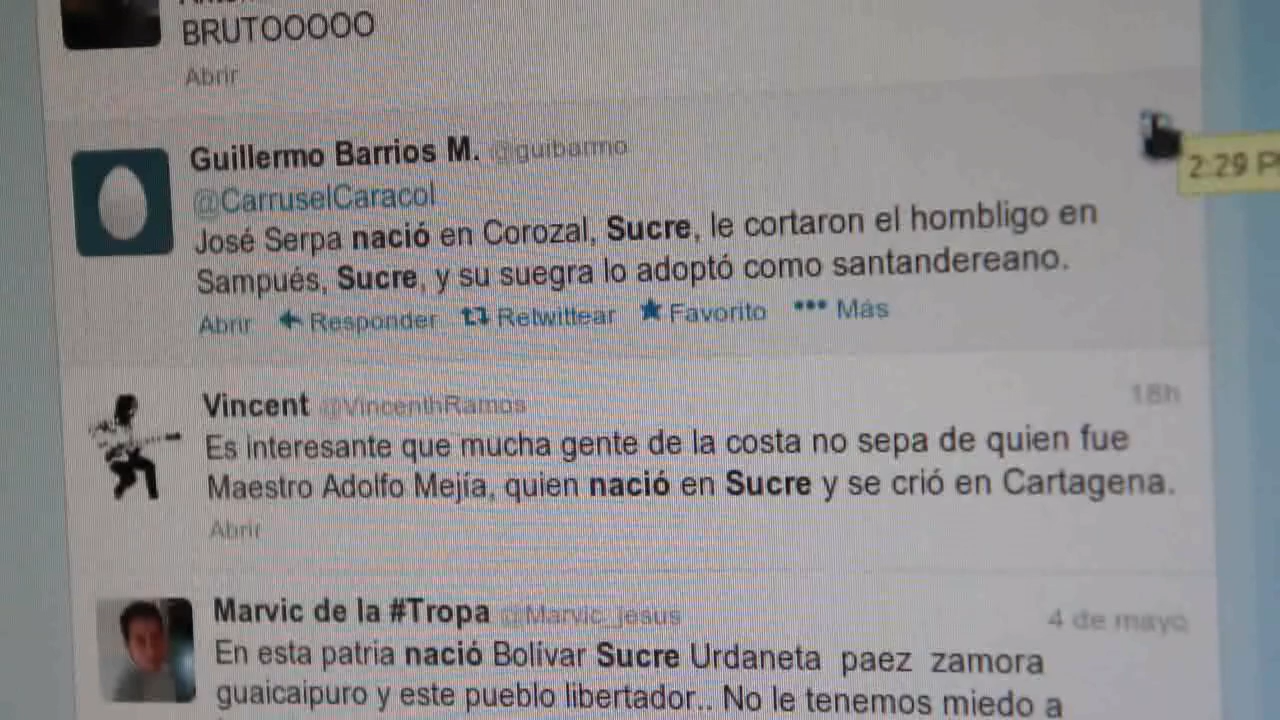 BRUTOOOOO
Abrir
Guillermo Barrios M. @guibarrio
@CarruselCaracol
José Serpa nació en Corozal, Sucre, le cortaron el hombligo en
Sampués, Sucre, y su suegra lo adoptó como santandereano.
Abrir Responder Retwittear Favorito ••• Más
2:29 P
Vincent @VincenthRamos 18h
Es interesante que mucha gente de la costa no sepa de quien fue
Maestro Adolfo Mejía, quien nació en Sucre y se crió en Cartagena.
Abrir
Marvic de la #Tropa @Marvic_jesus 4 de mayo
En esta patria nació Bolivar Sucre Urdaneta paez zamora
guaicaipuro y este pueblo libertador.. No le tenemos miedo a